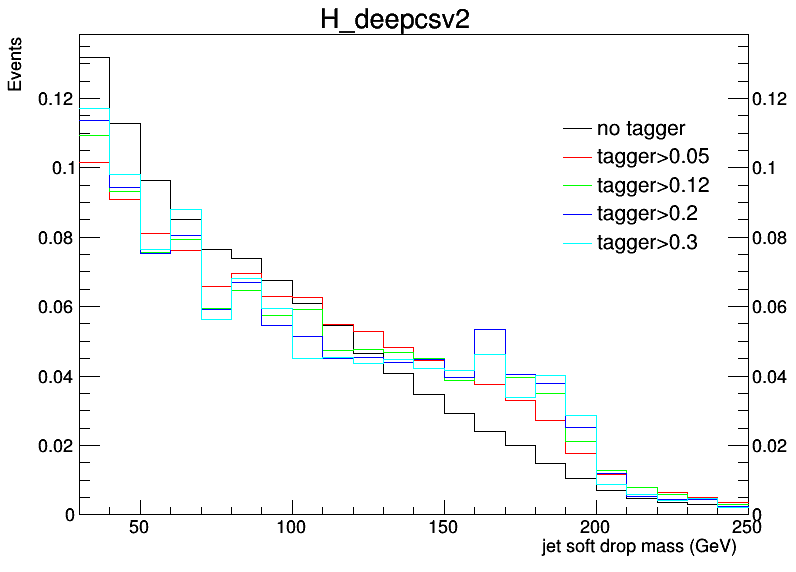 H_deepcsv2
Events
0.12 0.12
no tagger
tagger>0.05
0.1 0.1
tagger>0.12
tagger>0.2
0.08 0.08
tagger>0.3
0.06 0.06
0.04 0.04
0.02 0.02
0 0
50 100 150 200 250
jet soft drop mass (GeV)